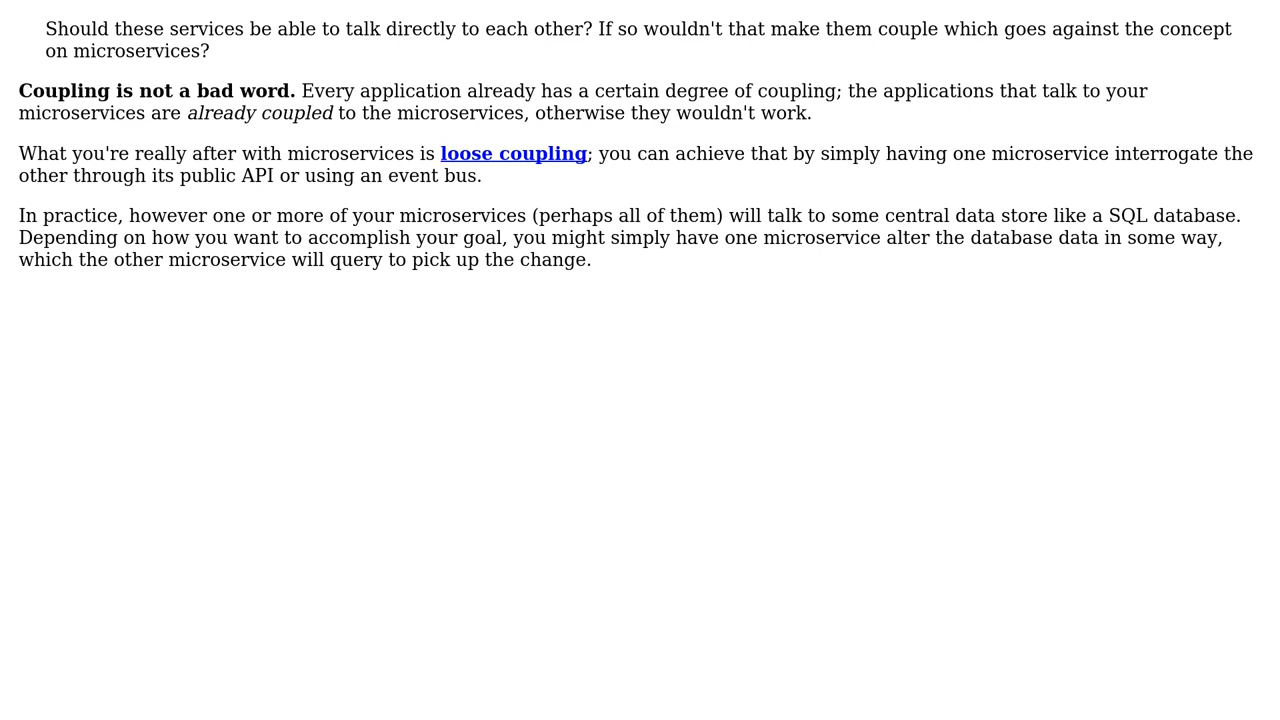 Should these services be able to talk directly to each other? If so wouldn't that make them couple which goes against the concept
on microservices?
Coupling is not a bad word. Every application already has a certain degree of coupling; the applications that talk to your
microservices are already coupled to the microservices, otherwise they wouldn't work.
What you're really after with microservices is loose coupling; you can achieve that by simply having one microservice interrogate the
other through its public API or using an event bus.
In practice, however one or more of your microservices (perhaps all of them) will talk to some central data store like a SQL database.
Depending on how you want to accomplish your goal, you might simply have one microservice alter the database data in some way,
which the other microservice will query to pick up the change.